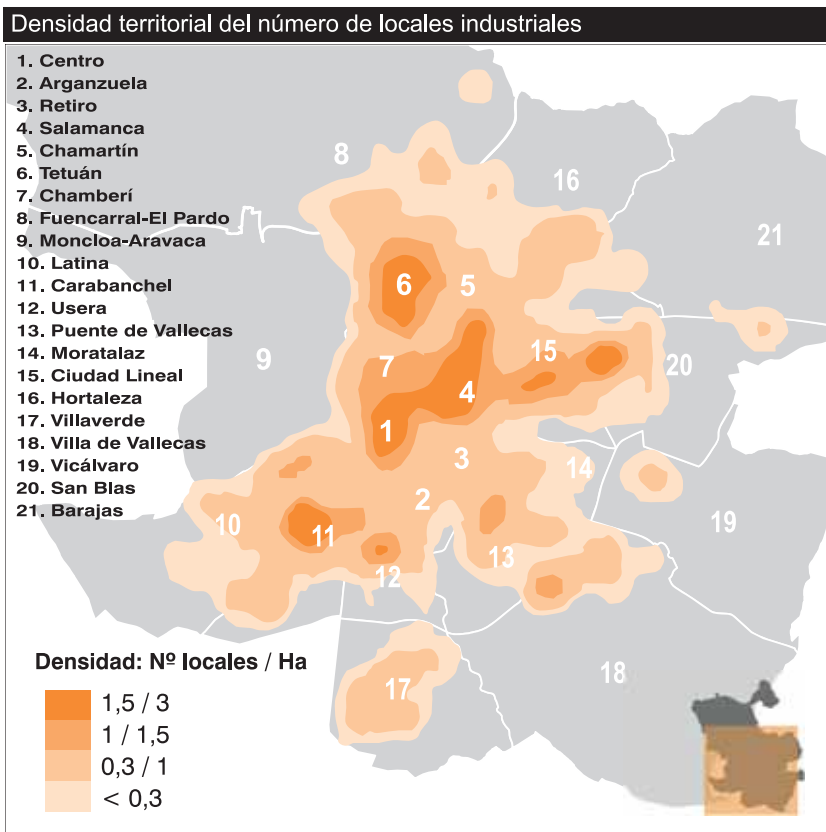 Densidad territorial del número de locales industriales
1. Centro
2. Arganzuela
3. Retiro
4. Salamanca
5. Chamartín
6. Tetuán
7. Chamberí
8. Fuencarral-El Pardo
9. Moncloa-Aravaca
10. Latina
11. Carabanchel
12. Usera
13. Puente de Vallecas
14. Moratalaz
15. Ciudad Lineal
16. Hortaleza
17. Villaverde
18. Villa de Vallecas
19. Vicálvaro
20. San Blas
21. Barajas
8
16
21
6
5
9
7
15
20
4
1
3
14
2
10
11
19
13
12
18
17
Densidad: Nº locales / Ha
1,5 / 3
1 / 1,5
0,3 / 1
< 0,3